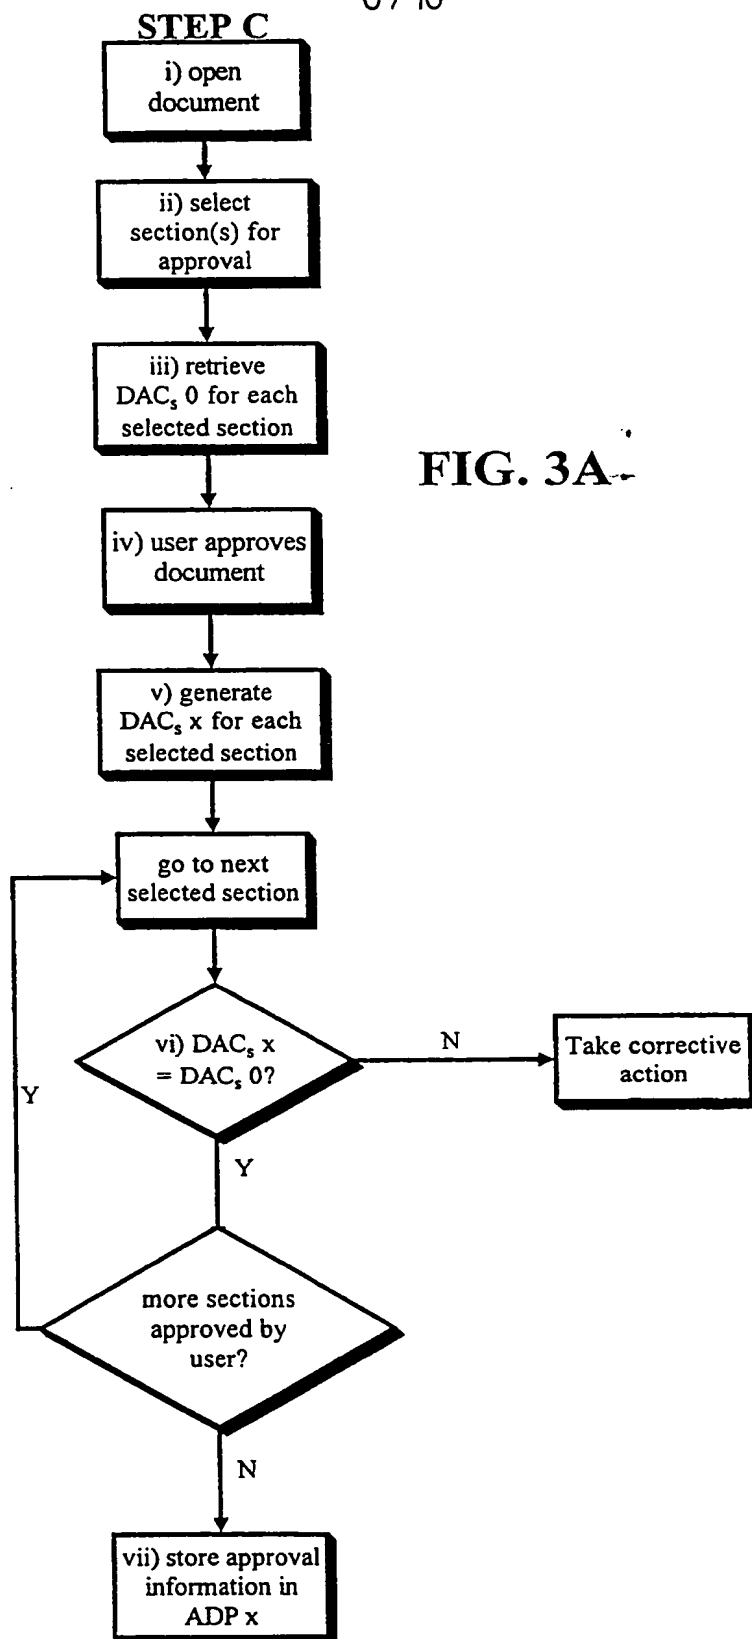 STEP C
i) open
document
ii) select
section(s) for
approval
iii) retrieve
DACs 0 for each
selected section
FIG. 3A
iv) user approves
document
v) generate
DACs x for each
selected section
go to next
selected section
vi) DACs x
= DACs 0?
N
Take corrective
action
Y
Y
more sections
approved by
user?
N
vii) store approval
information in
ADP x